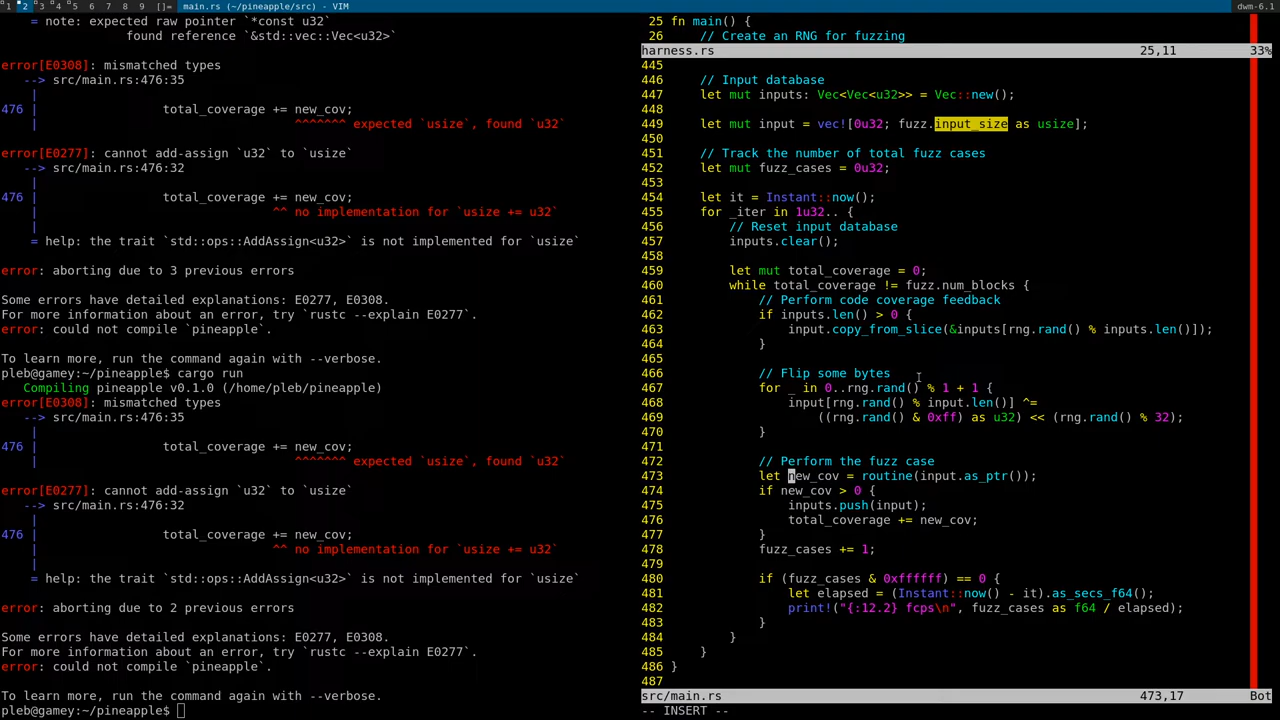 1 2 3 4 5 6 7 8 9 []= main.rs (~/pineapple/src) - VIM dwm-6.1
= note: expected raw pointer `*const u32`
found reference `&std::vec::Vec<u32>`
error[E0308]: mismatched types
--> src/main.rs:476:35
|
476 | total_coverage += new_cov;
| ^^^^^^^ expected `usize`, found `u32`
error[E0277]: cannot add-assign `u32` to `usize`
--> src/main.rs:476:32
|
476 | total_coverage += new_cov;
| ^^ no implementation for `usize += u32`
|
= help: the trait `std::ops::AddAssign<u32>` is not implemented for `usize`
error: aborting due to 3 previous errors
Some errors have detailed explanations: E0277, E0308.
For more information about an error, try `rustc --explain E0277`.
error: could not compile `pineapple`.
To learn more, run the command again with --verbose.
pleb@gamey:~/pineapple$ cargo run
Compiling pineapple v0.1.0 (/home/pleb/pineapple)
error[E0308]: mismatched types
--> src/main.rs:476:35
|
476 | total_coverage += new_cov;
| ^^^^^^^ expected `usize`, found `u32`
error[E0277]: cannot add-assign `u32` to `usize`
--> src/main.rs:476:32
|
476 | total_coverage += new_cov;
| ^^ no implementation for `usize += u32`
|
= help: the trait `std::ops::AddAssign<u32>` is not implemented for `usize`
error: aborting due to 2 previous errors
Some errors have detailed explanations: E0277, E0308.
For more information about an error, try `rustc --explain E0277`.
error: could not compile `pineapple`.
To learn more, run the command again with --verbose.
pleb@gamey:~/pineapple$
25 fn main() {
26 // Create an RNG for fuzzing
harness.rs 25,11 33%
445
446 // Input database
447 let mut inputs: Vec<Vec<u32>> = Vec::new();
448
449 let mut input = vec![0u32; fuzz.input_size as usize];
450
451 // Track the number of total fuzz cases
452 let mut fuzz_cases = 0u32;
453
454 let it = Instant::now();
455 for _iter in 1u32.. {
456 // Reset input database
457 inputs.clear();
458
459 let mut total_coverage = 0;
460 while total_coverage != fuzz.num_blocks {
461 // Perform code coverage feedback
462 if inputs.len() > 0 {
463 input.copy_from_slice(&inputs[rng.rand() % inputs.len()]);
464 }
465
466 // Flip some bytes
467 for _ in 0..rng.rand() % 1 + 1 {
468 input[rng.rand() % input.len()] ^=
469 ((rng.rand() & 0xff) as u32) << (rng.rand() % 32);
470 }
471
472 // Perform the fuzz case
473 let new_cov = routine(input.as_ptr());
474 if new_cov > 0 {
475 inputs.push(input);
476 total_coverage += new_cov;
477 }
478 fuzz_cases += 1;
479
480 if (fuzz_cases & 0xffffff) == 0 {
481 let elapsed = (Instant::now() - it).as_secs_f64();
482 print!("{:12.2} fcps\n", fuzz_cases as f64 / elapsed);
483 }
484 }
485 }
486 }
487
src/main.rs 473,17 Bot
-- INSERT --